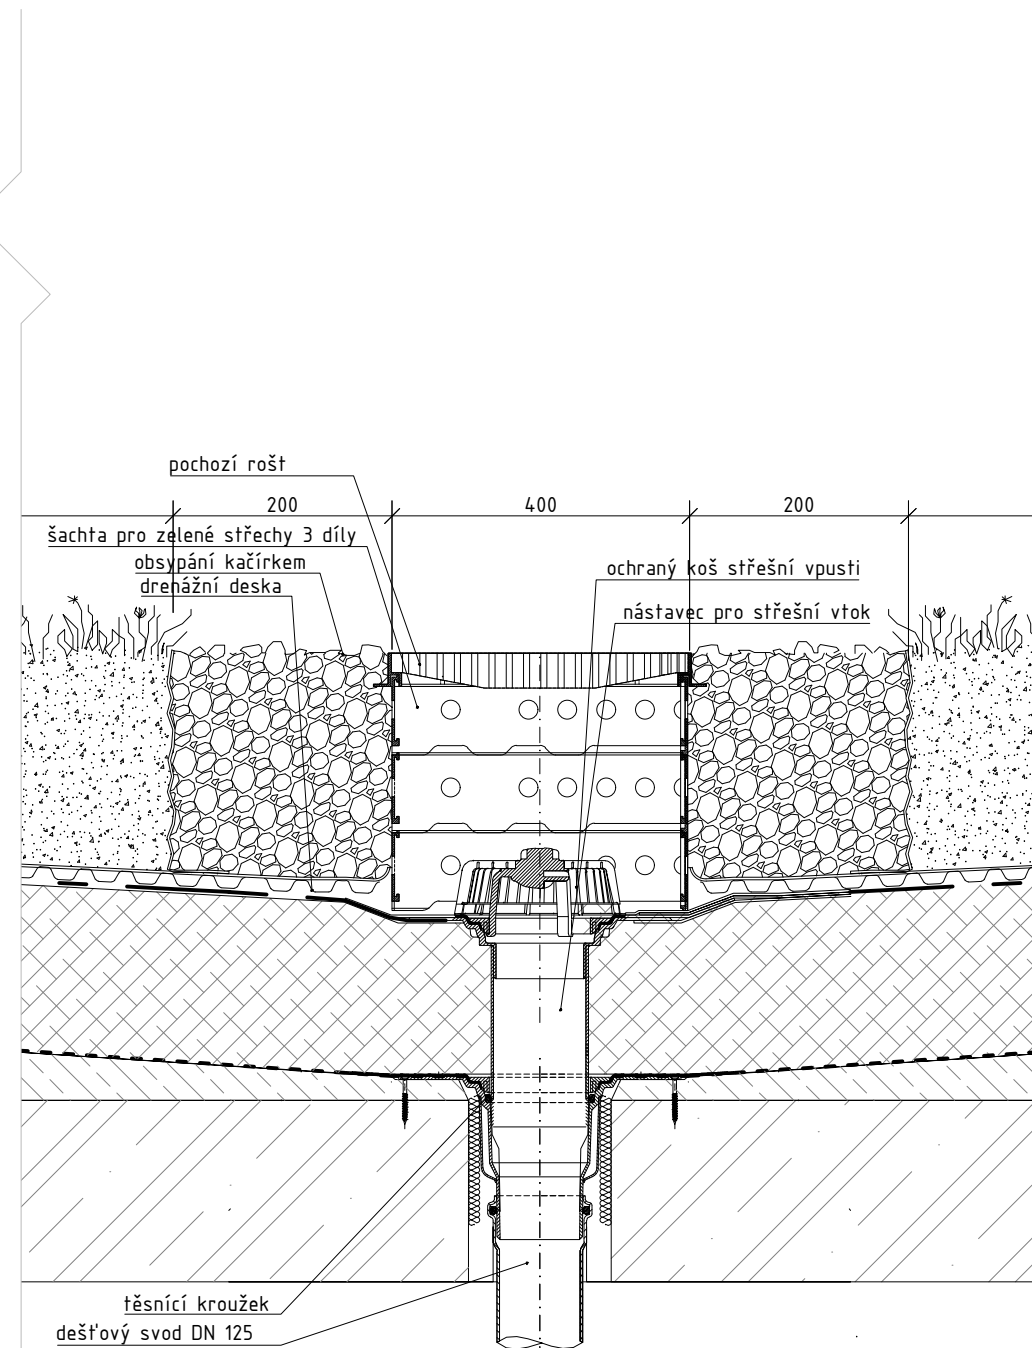 pochozí rošt
200
400
200
šachta pro zelené střechy 3 díly
obsypání kačírkem
drenážní deska
ochraný koš střešní vpusti
nástavec pro střešní vtok
těsnící kroužek
dešťový svod DN 125